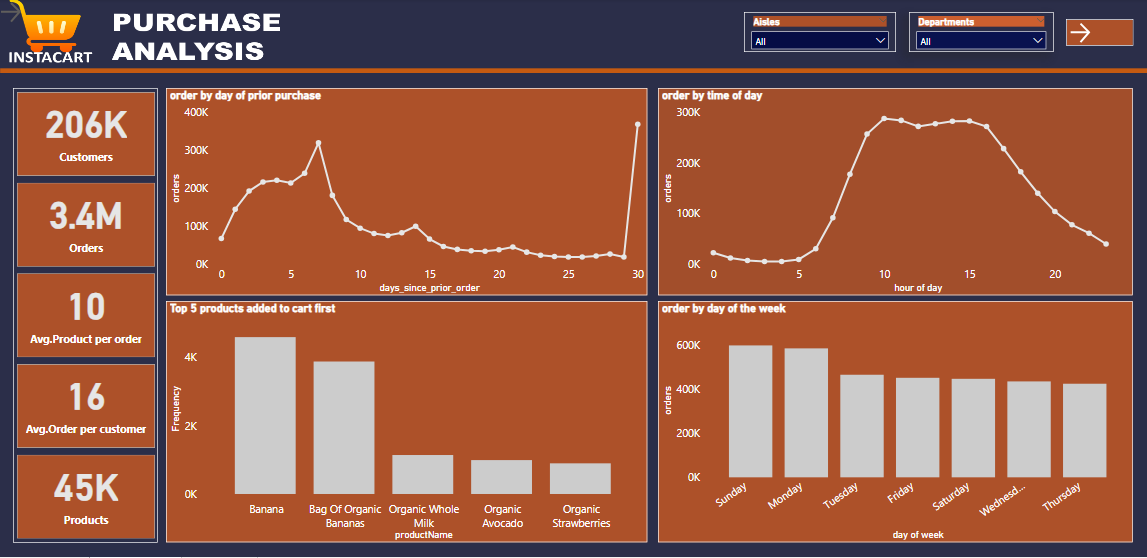 INSTACART
PURCHASE
ANALYSIS
Aisles
All
Departments
All
206K
Customers
3.4M
Orders
10
Avg.Product per order
16
Avg.Order per customer
45K
Products
order by day of prior purchase
400K
300K
200K
100K
0K
orders
0 5 10 15 20 25 30
days_since_prior_order
order by time of day
300K
200K
100K
0K
orders
0 5 10 15 20
hour of day
Top 5 products added to cart first
4K
2K
0K
Frequency
Banana
Bag Of Organic
Bananas
Organic Whole
Milk
Organic
Avocado
Organic
Strawberries
productName
order by day of the week
600K
400K
200K
0K
orders
Sunday
Monday
Tuesday
Friday
Saturday
Wednesd...
Thursday
day of week